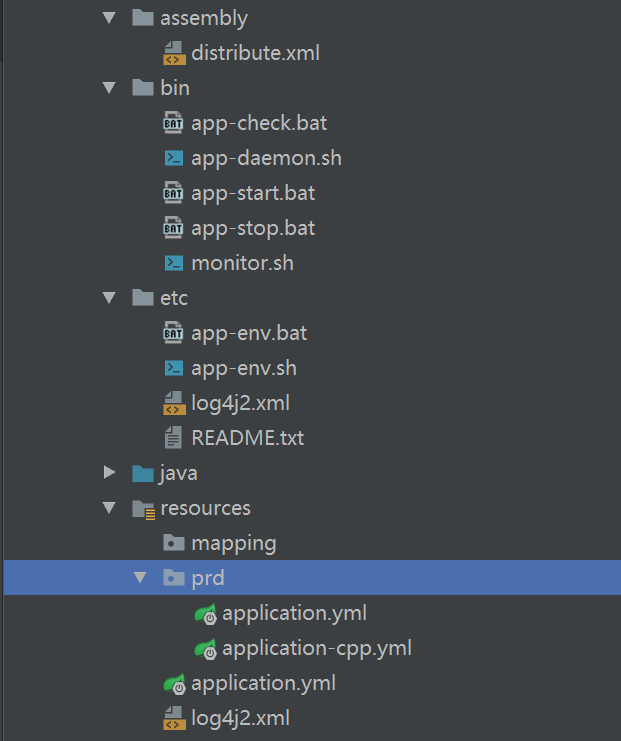 assembly
distribute.xml
bin
app-check.bat
app-daemon.sh
app-start.bat
app-stop.bat
monitor.sh
etc
app-env.bat
app-env.sh
log4j2.xml
README.txt
java
resources
mapping
prd
application.yml
application-cpp.yml
application.yml
log4j2.xml